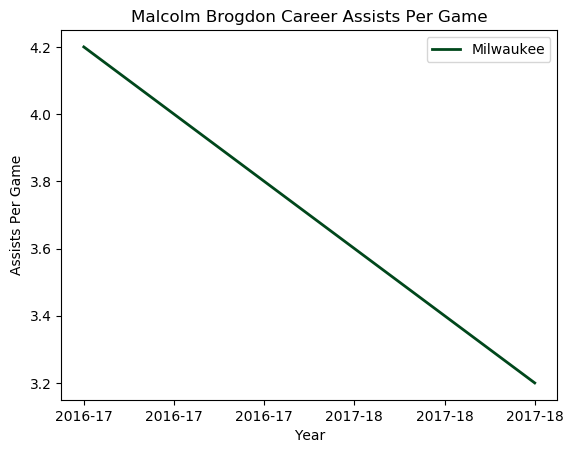 Malcolm Brogdon Career Assists Per Game
Milwaukee
4.2
4.0
3.8
3.6
3.4
3.2
Assists Per Game
2016-17 2016-17 2016-17 2017-18 2017-18 2017-18
Year